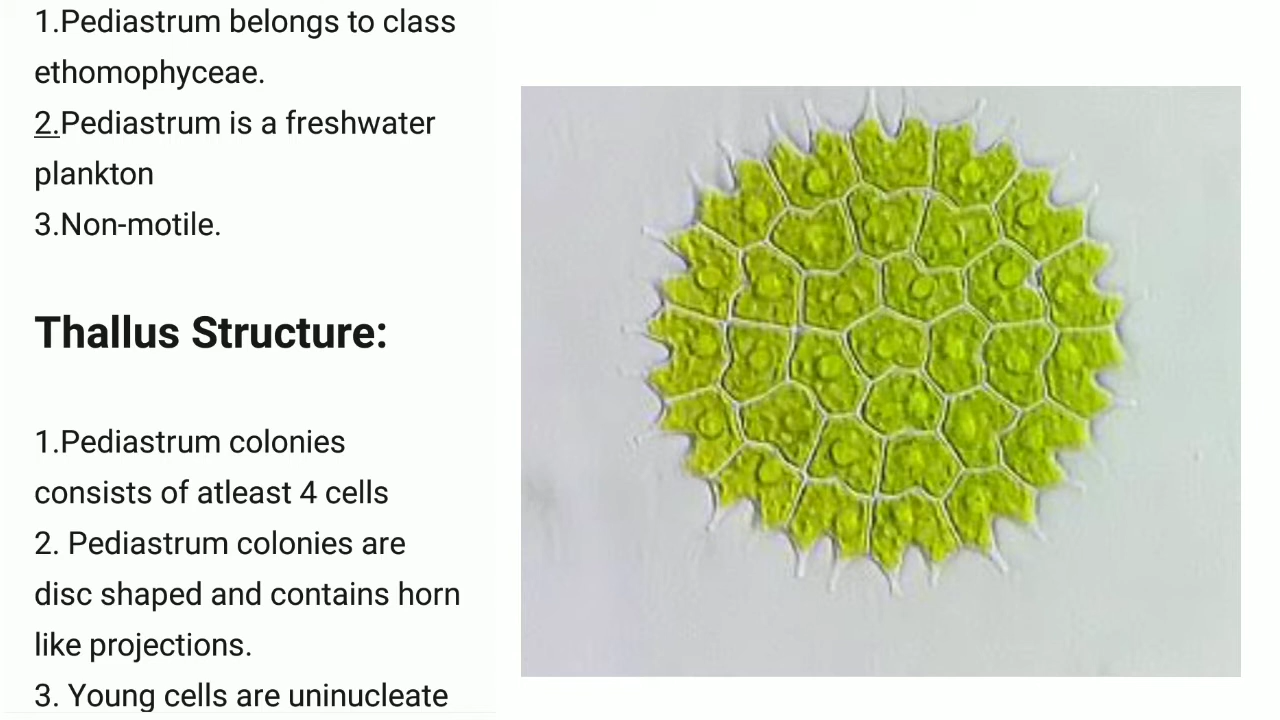 1.Pediastrum belongs to class
ethomophyceae.
2.Pediastrum is a freshwater
plankton
3.Non-motile.
Thallus Structure:
1.Pediastrum colonies
consists of atleast 4 cells
2. Pediastrum colonies are
disc shaped and contains horn
like projections.
3. Young cells are uninucleate